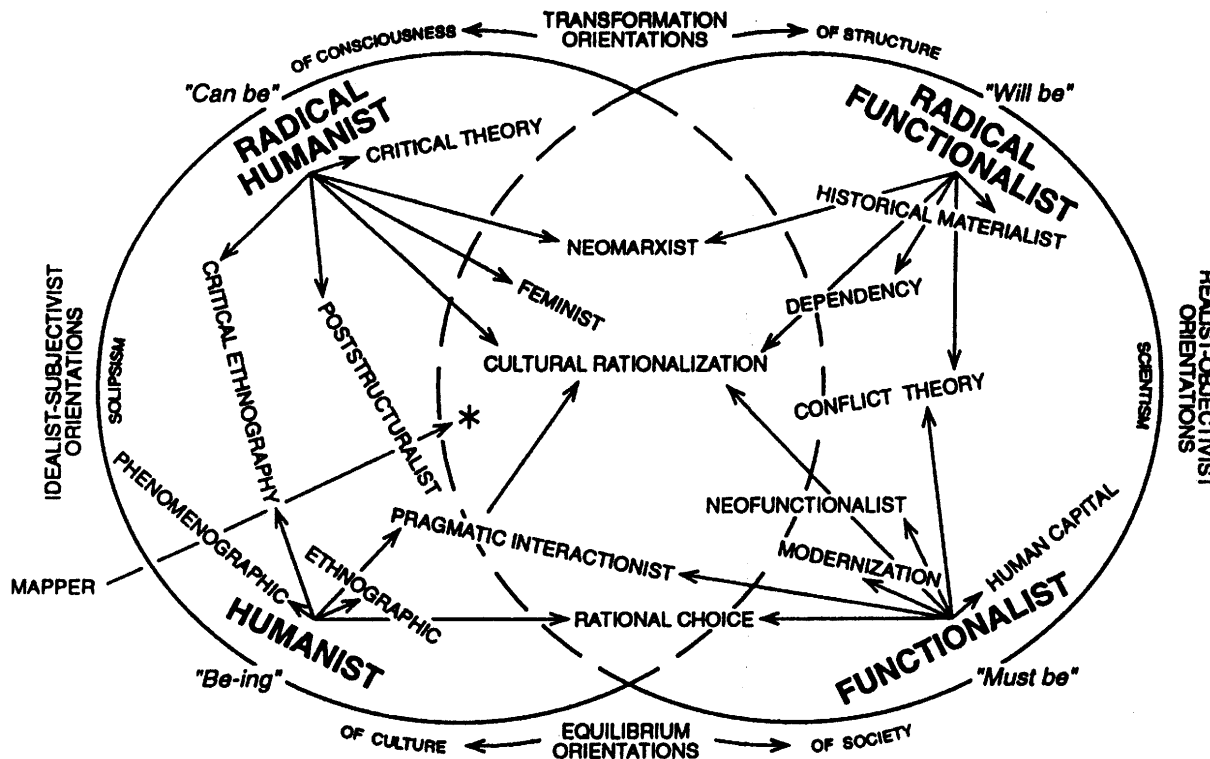 TRANSFORMATION
ORIENTATIONS
OF CONSCIOUSNESS
OF STRUCTURE
"Can be"
"Will be"
RADICAL
HUMANIST
RADICAL
FUNCTIONALIST
CRITICAL THEORY
HISTORICAL MATERIALIST
NEOMARXIST
FEMINIST
DEPENDENCY
CRITICAL ETHNOGRAPHY
POSTSTRUCTURALIST
CULTURAL RATIONALIZATION
CONFLICT THEORY
IDEALIST-SUBJECTIVIST
ORIENTATIONS
SOLIPSISM
SCIENTISM
REALIST-OBJECTIVIST
ORIENTATIONS
*
PHENOMENOGRAPHIC
NEOFUNCTIONALIST
PRAGMATIC INTERACTIONIST
MODERNIZATION
HUMAN CAPITAL
ETHNOGRAPHIC
MAPPER
RATIONAL CHOICE
HUMANIST
FUNCTIONALIST
"Be-ing"
"Must be"
OF CULTURE
EQUILIBRIUM
ORIENTATIONS
OF SOCIETY